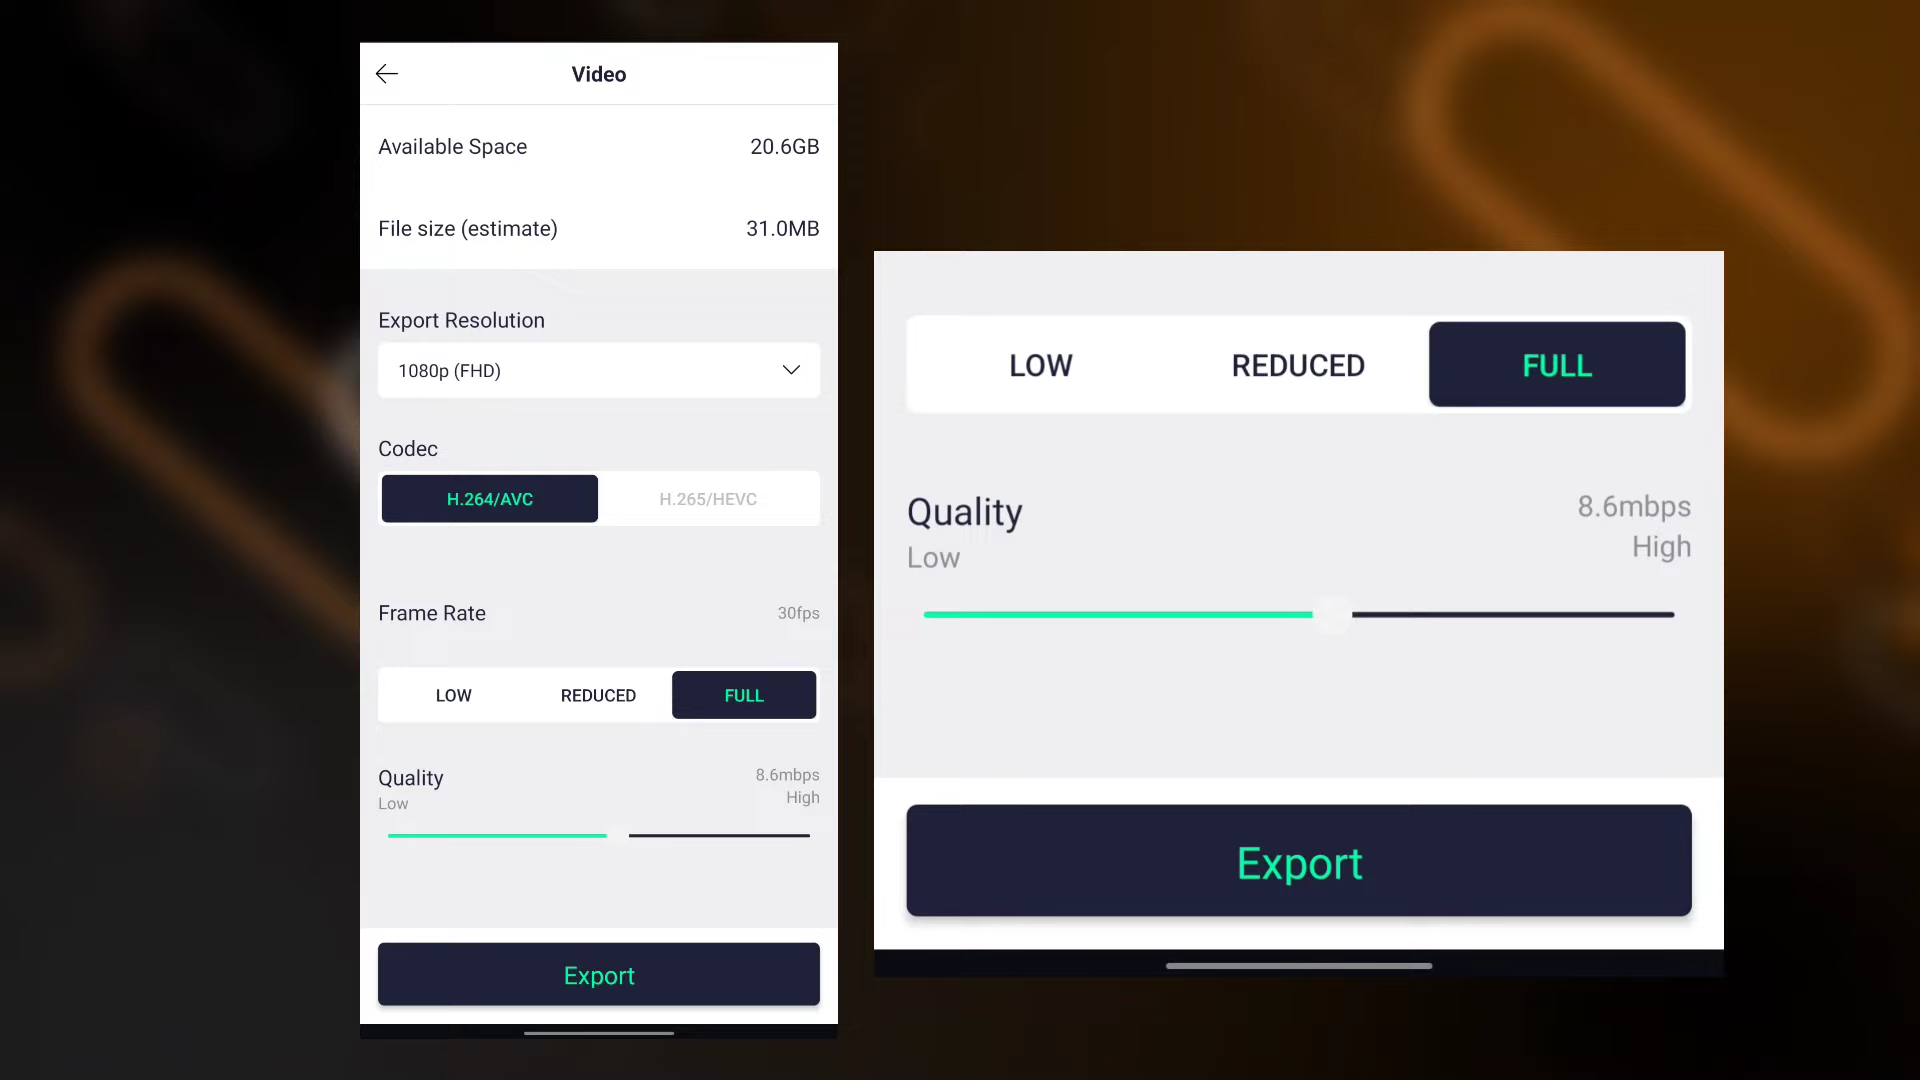 Video
Available Space 20.6GB
File size (estimate) 31.0MB
Export Resolution
1080p (FHD)
Codec
H.264/AVC H.265/HEVC
Frame Rate 30fps
LOW REDUCED FULL
Quality 8.6mbps
Low High
Export
LOW REDUCED FULL
Quality 8.6mbps
Low High
Export